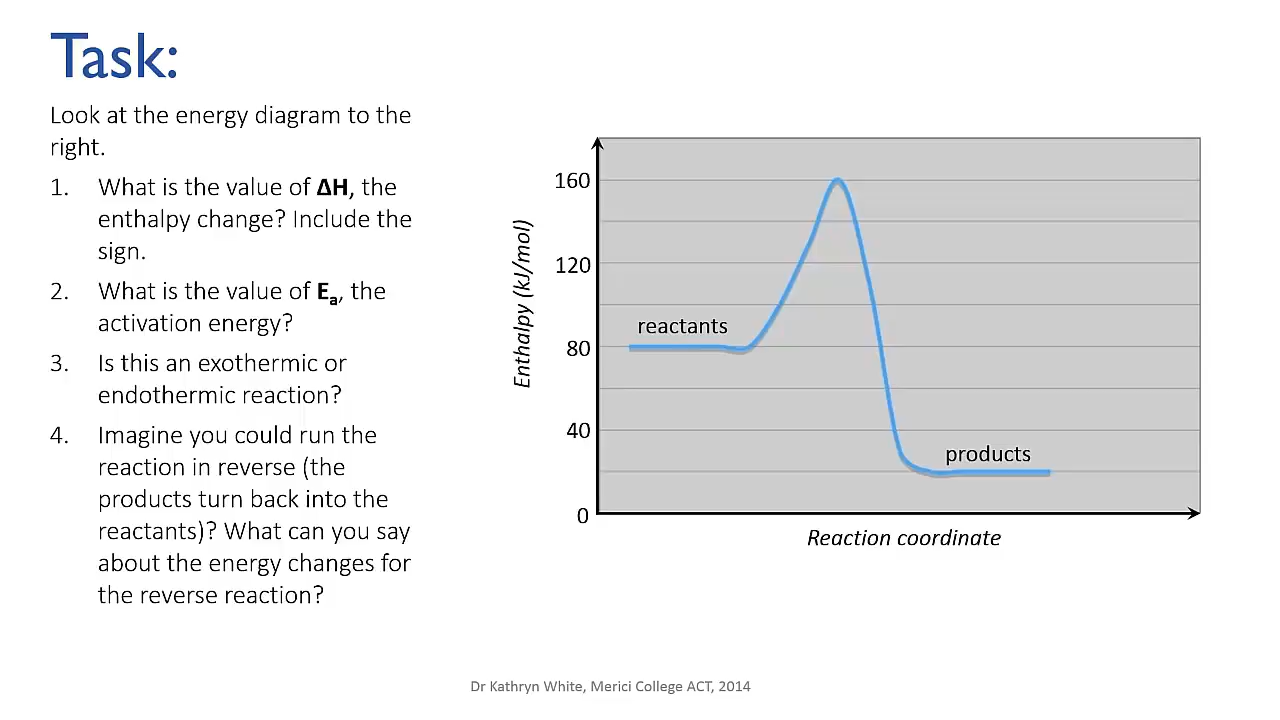 Task:
Look at the energy diagram to the
right.
1. What is the value of ΔH, the
enthalpy change? Include the
sign.
2. What is the value of Ea, the
activation energy?
3. Is this an exothermic or
endothermic reaction?
4. Imagine you could run the
reaction in reverse (the
products turn back into the
reactants)? What can you say
about the energy changes for
the reverse reaction?
Enthalpy (kJ/mol)
160
120
80
40
0
reactants
products
Reaction coordinate
Dr Kathryn White, Merici College ACT, 2014